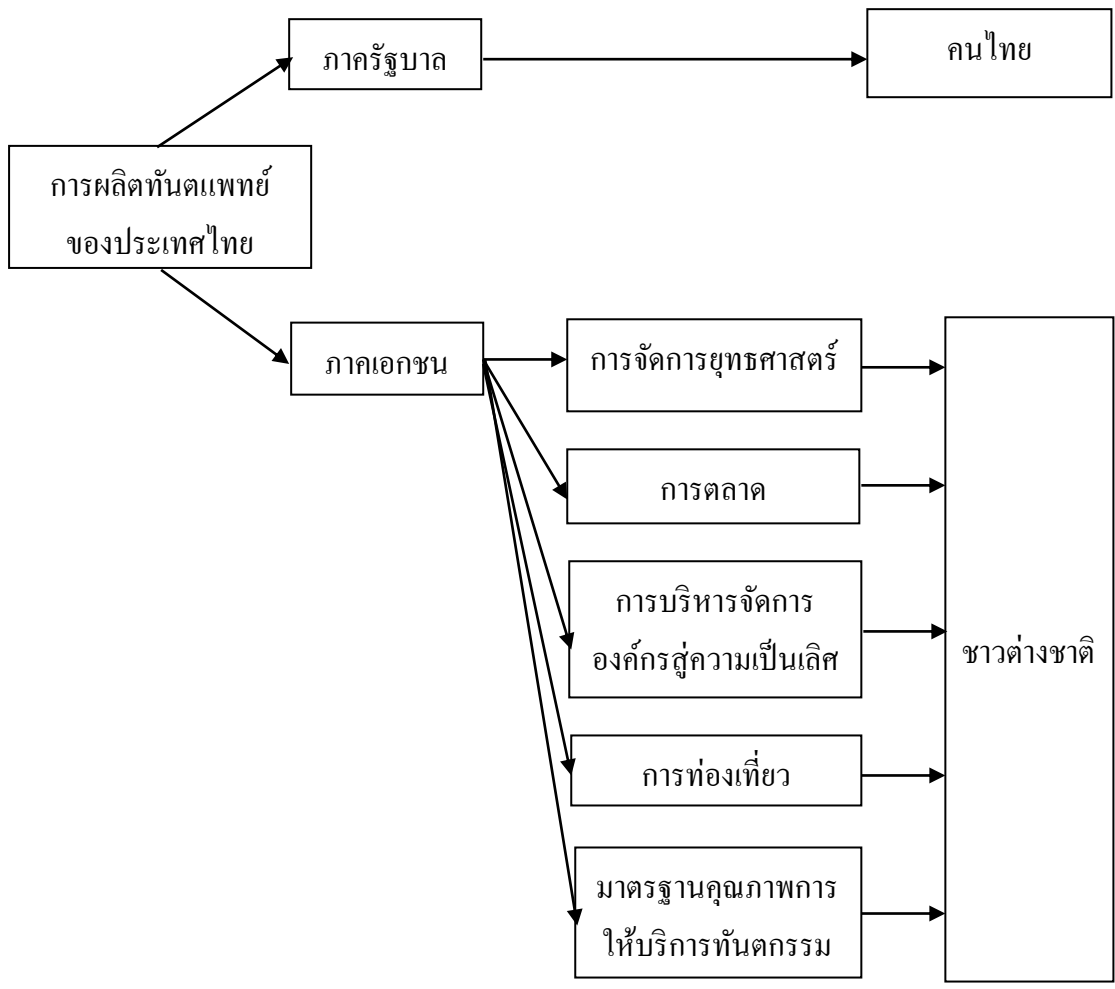 ภาครัฐบาล
คนไทย
การผลิตทันตแพทย์
ของประเทศไทย
ภาคเอกชน
การจัดการยุทธศาสตร์
การตลาด
การบริหารจัดการ
องค์กรสู่ความเป็นเลิศ
ชาวต่างชาติ
การท่องเที่ยว
มาตรฐานคุณภาพการ
ให้บริการทันตกรรม